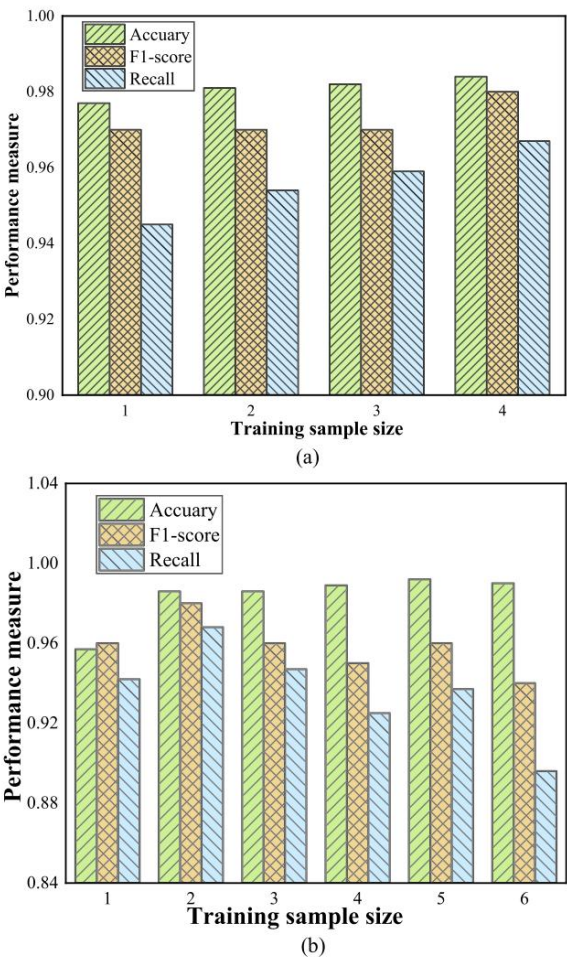 1.00
0.98
0.96
0.94
0.92
0.90
Performance measure
Accuary
F1-score
Recall
1 2 3 4
Training sample size
(a)
1.04
1.00
0.96
0.92
0.88
0.84
Performance measure
Accuary
F1-score
Recall
1 2 3 4 5 6
Training sample size
(b)